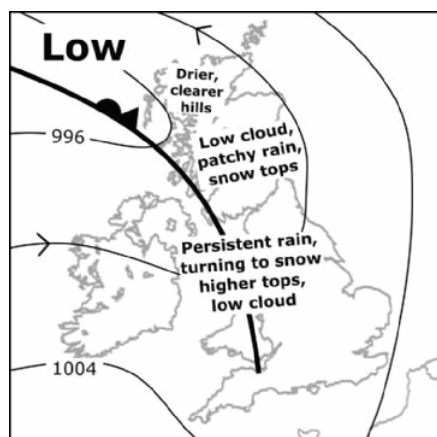 Low
Drier,
clearer
hills
996
Low cloud,
patchy rain,
snow tops
Persistent rain,
turning to snow
higher tops,
low cloud
1004